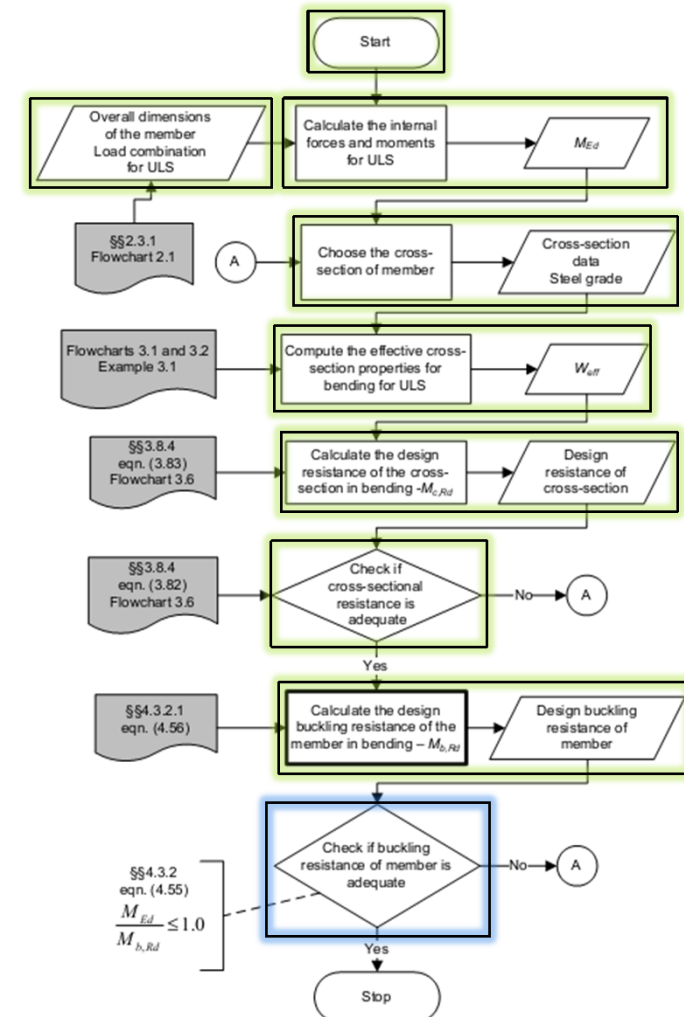 Start
Overall dimensions
of the member
Load combination
for ULS
Calculate the internal
forces and moments
for ULS
M_Ed
§§2.3.1
Flowchart 2.1
A
Choose the cross-
section of member
Cross-section
data
Steel grade
Flowcharts 3.1 and 3.2
Example 3.1
Compute the effective cross-
section properties for
bending for ULS
W_eff
§§3.8.4
eqn. (3.83)
Flowchart 3.6
Calculate the design
resistance of the cross-
section in bending -M_c,Rd
Design
resistance of
cross-section
§§3.8.4
eqn. (3.82)
Flowchart 3.6
Check if
cross-sectional
resistance is
adequate
No
A
Yes
§§4.3.2.1
eqn. (4.56)
Calculate the design
buckling resistance of the
member in bending – M_b,Rd
Design buckling
resistance of
member
Check if buckling
resistance of member is
adequate
No
A
§§4.3.2
eqn. (4.55)
M_Ed / M_b,Rd ≤ 1.0
Yes
Stop